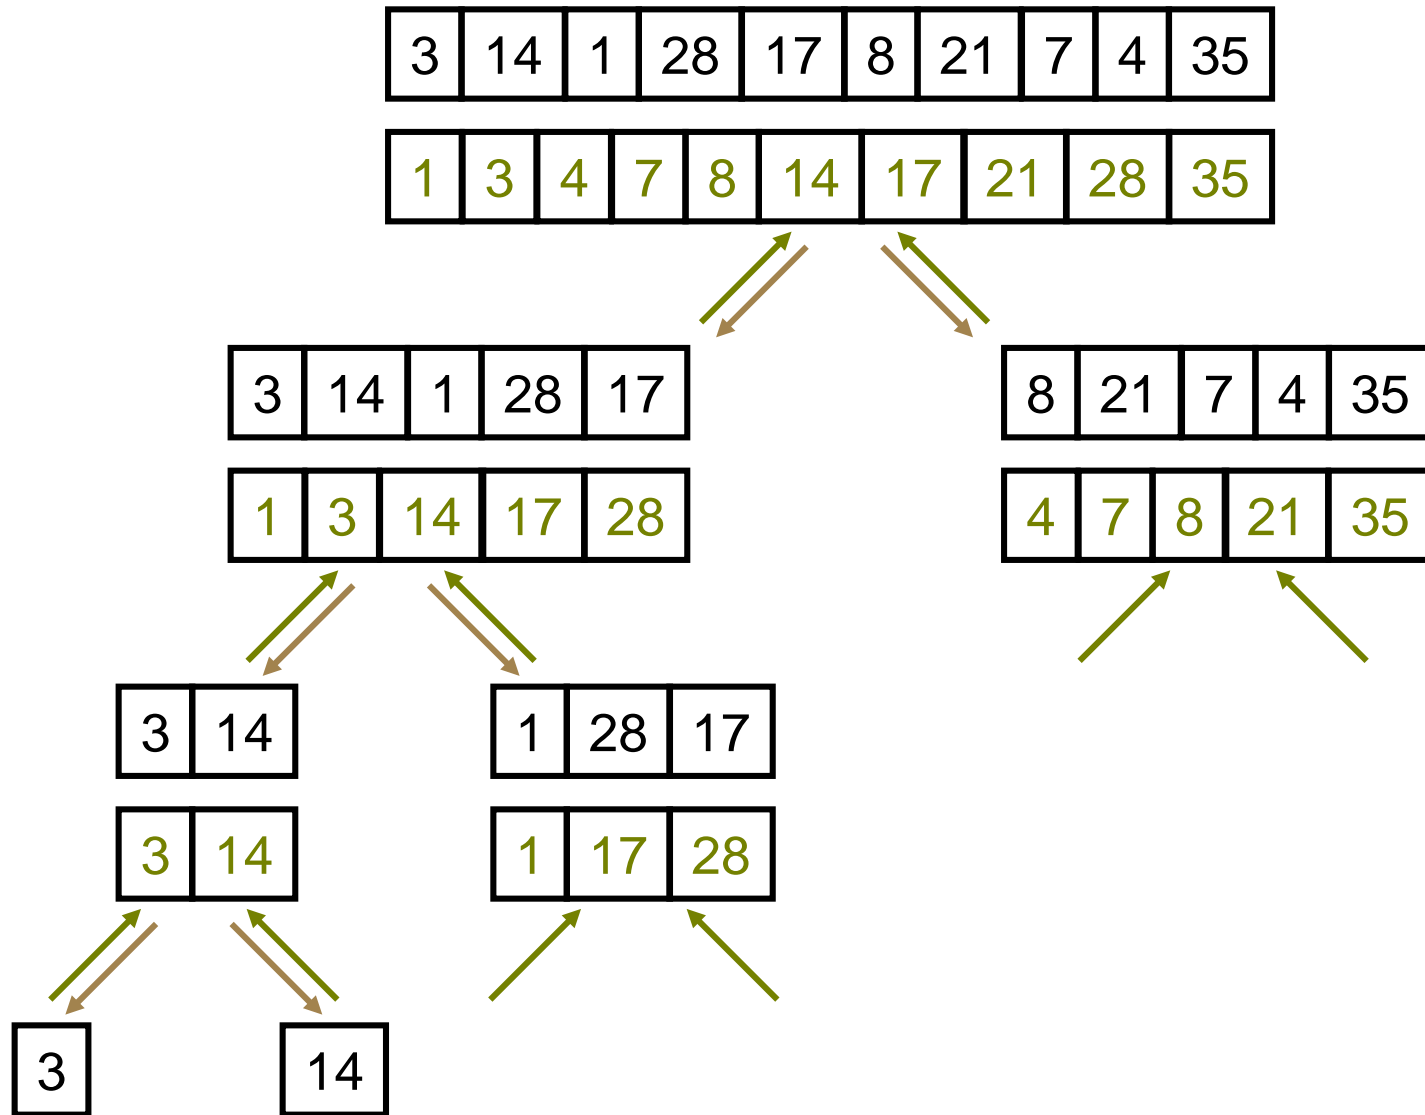 3 14 1 28 17 8 21 7 4 35
1 3 4 7 8 14 17 21 28 35
3 14 1 28 17 8 21 7 4 35
1 3 14 17 28 4 7 8 21 35
3 14 1 28 17
3 14 1 17 28
3 14